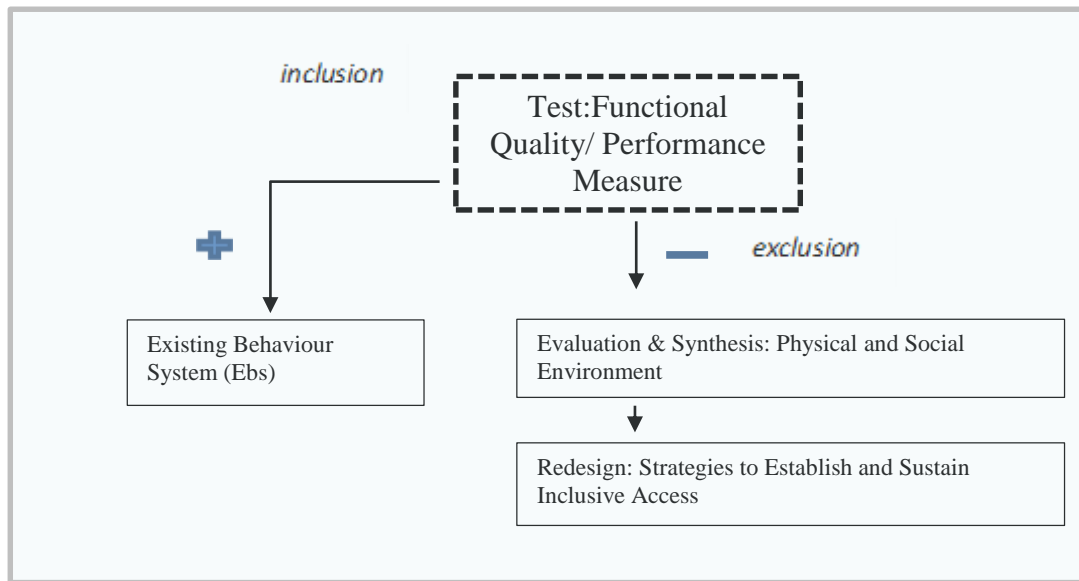 inclusion
Test:Functional
Quality/ Performance
Measure
exclusion
Existing Behaviour
System (Ebs)
Evaluation & Synthesis: Physical and Social
Environment
Redesign: Strategies to Establish and Sustain
Inclusive Access